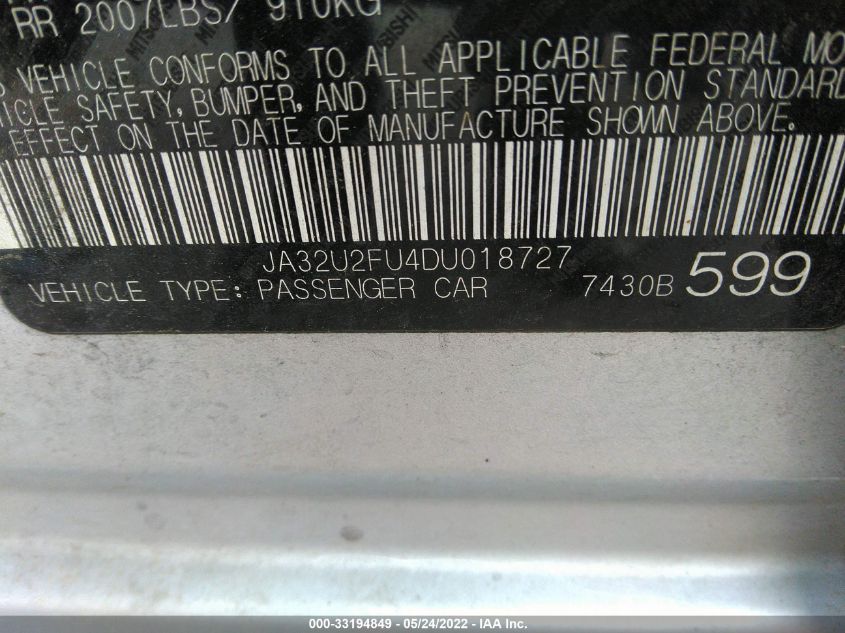 RR 2007LBS/ 910KG
VEHICLE CONFORMS TO ALL APPLICABLE FEDERAL MO
ICLE SAFETY, BUMPER, AND THEFT PREVENTION STANDARD
EFFECT ON THE DATE OF MANUFACTURE SHOWN ABOVE.
JA32U2FU4DU018727
VEHICLE TYPE: PASSENGER CAR 7430B 599
000-33194849 - 05/24/2022 - IAA Inc.